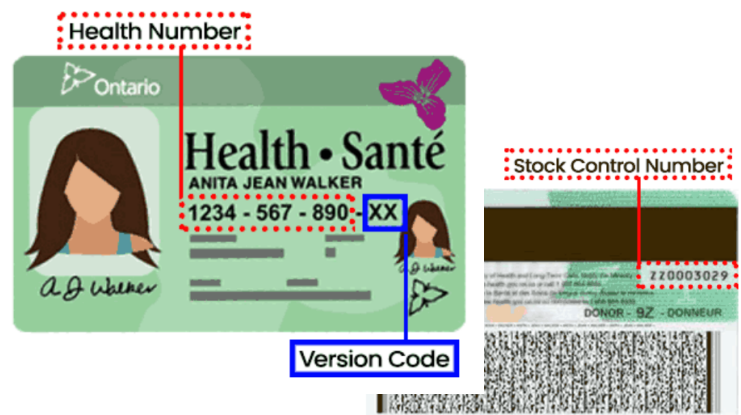 Health Number
Ontario
Health • Santé
ANITA JEAN WALKER
1234 - 567 - 890 - XX
A J Walker
Version Code
Stock Control Number
ZZ0003029
DONOR - 9Z - DONNEUR